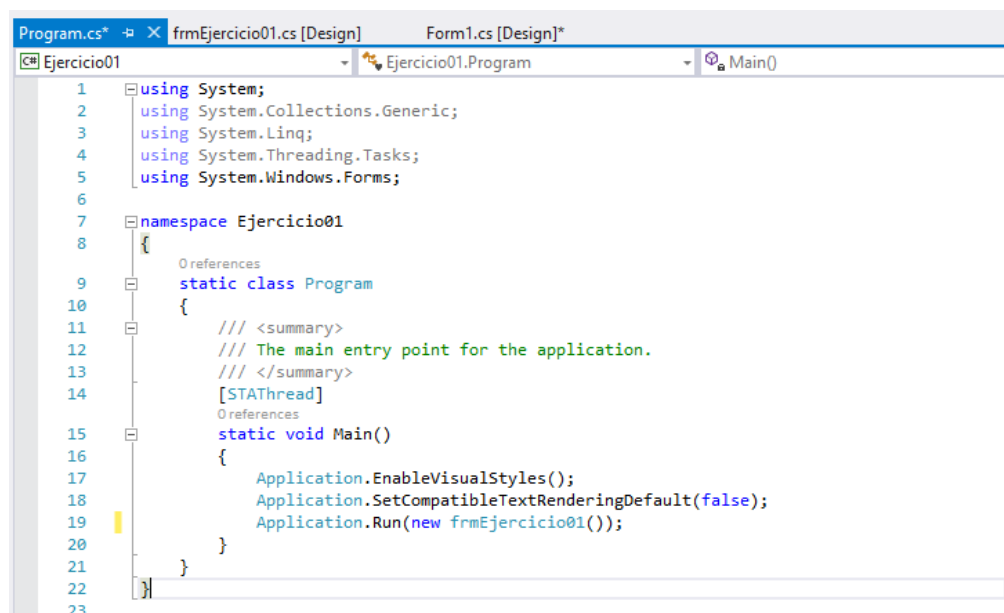 Program.cs* frmEjercicio01.cs [Design] Form1.cs [Design]*
C# Ejercicio01 Ejercicio01.Program Main()
1 using System;
2 using System.Collections.Generic;
3 using System.Linq;
4 using System.Threading.Tasks;
5 using System.Windows.Forms;
6
7 namespace Ejercicio01
8 {
0 references
9 static class Program
10 {
11 /// <summary>
12 /// The main entry point for the application.
13 /// </summary>
14 [STAThread]
0 references
15 static void Main()
16 {
17 Application.EnableVisualStyles();
18 Application.SetCompatibleTextRenderingDefault(false);
19 Application.Run(new frmEjercicio01());
20 }
21 }
22 }
23